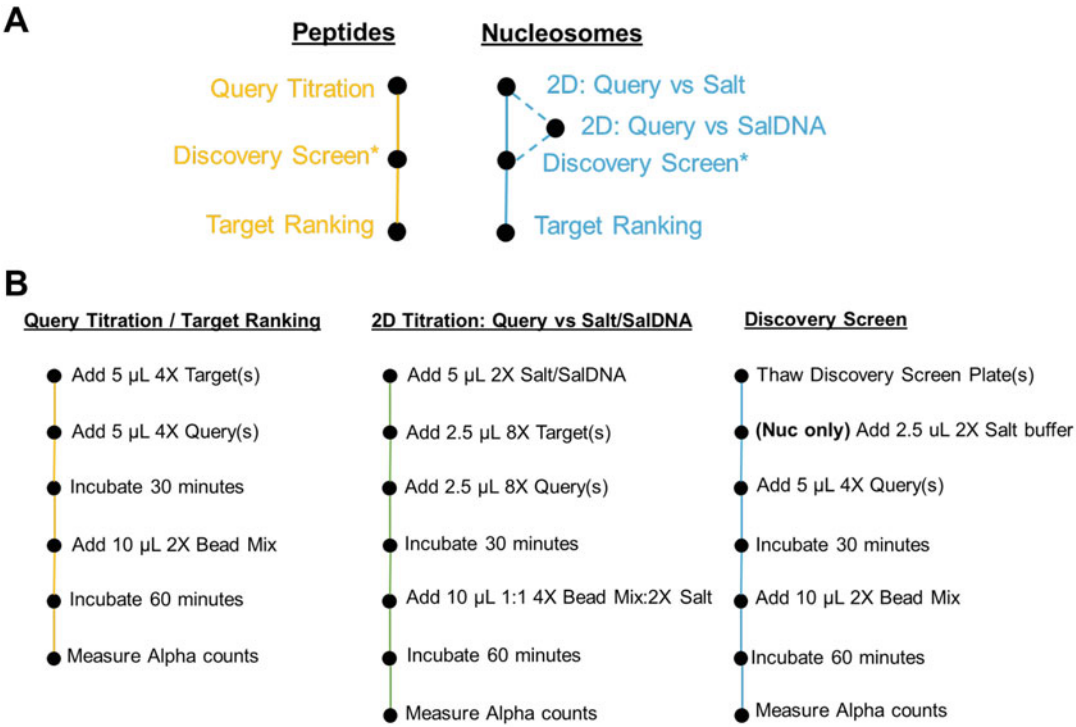 A
Peptides
Nucleosomes
Query Titration
2D: Query vs Salt
2D: Query vs SalDNA
Discovery Screen*
Discovery Screen*
Target Ranking
Target Ranking
B
Query Titration / Target Ranking
Add 5 µL 4X Target(s)
Add 5 µL 4X Query(s)
Incubate 30 minutes
Add 10 µL 2X Bead Mix
Incubate 60 minutes
Measure Alpha counts
2D Titration: Query vs Salt/SalDNA
Add 5 µL 2X Salt/SalDNA
Add 2.5 µL 8X Target(s)
Add 2.5 µL 8X Query(s)
Incubate 30 minutes
Add 10 µL 1:1 4X Bead Mix:2X Salt
Incubate 60 minutes
Measure Alpha counts
Discovery Screen
Thaw Discovery Screen Plate(s)
(Nuc only) Add 2.5 uL 2X Salt buffer
Add 5 µL 4X Query(s)
Incubate 30 minutes
Add 10 µL 2X Bead Mix
Incubate 60 minutes
Measure Alpha counts